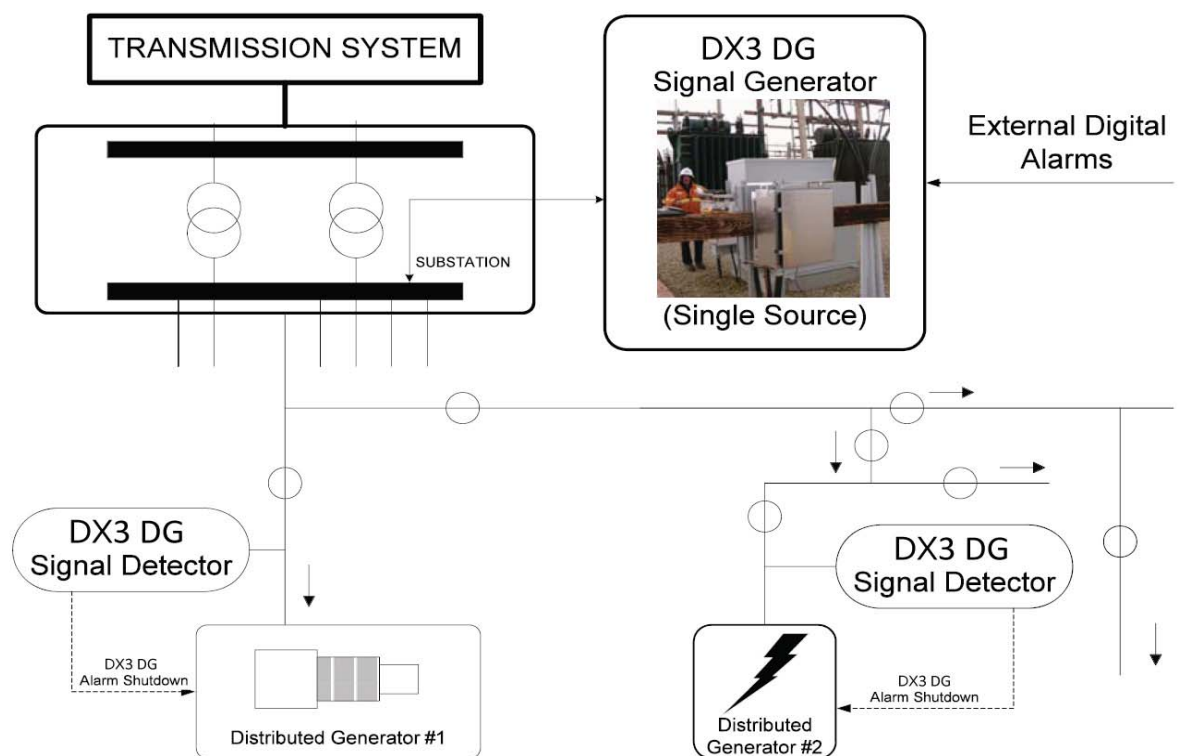 TRANSMISSION SYSTEM
DX3 DG
Signal Generator
(Single Source)
External Digital
Alarms
SUBSTATION
DX3 DG
Signal Detector
DX3 DG
Alarm Shutdown
Distributed Generator #1
DX3 DG
Signal Detector
DX3 DG
Alarm Shutdown
Distributed
Generator #2